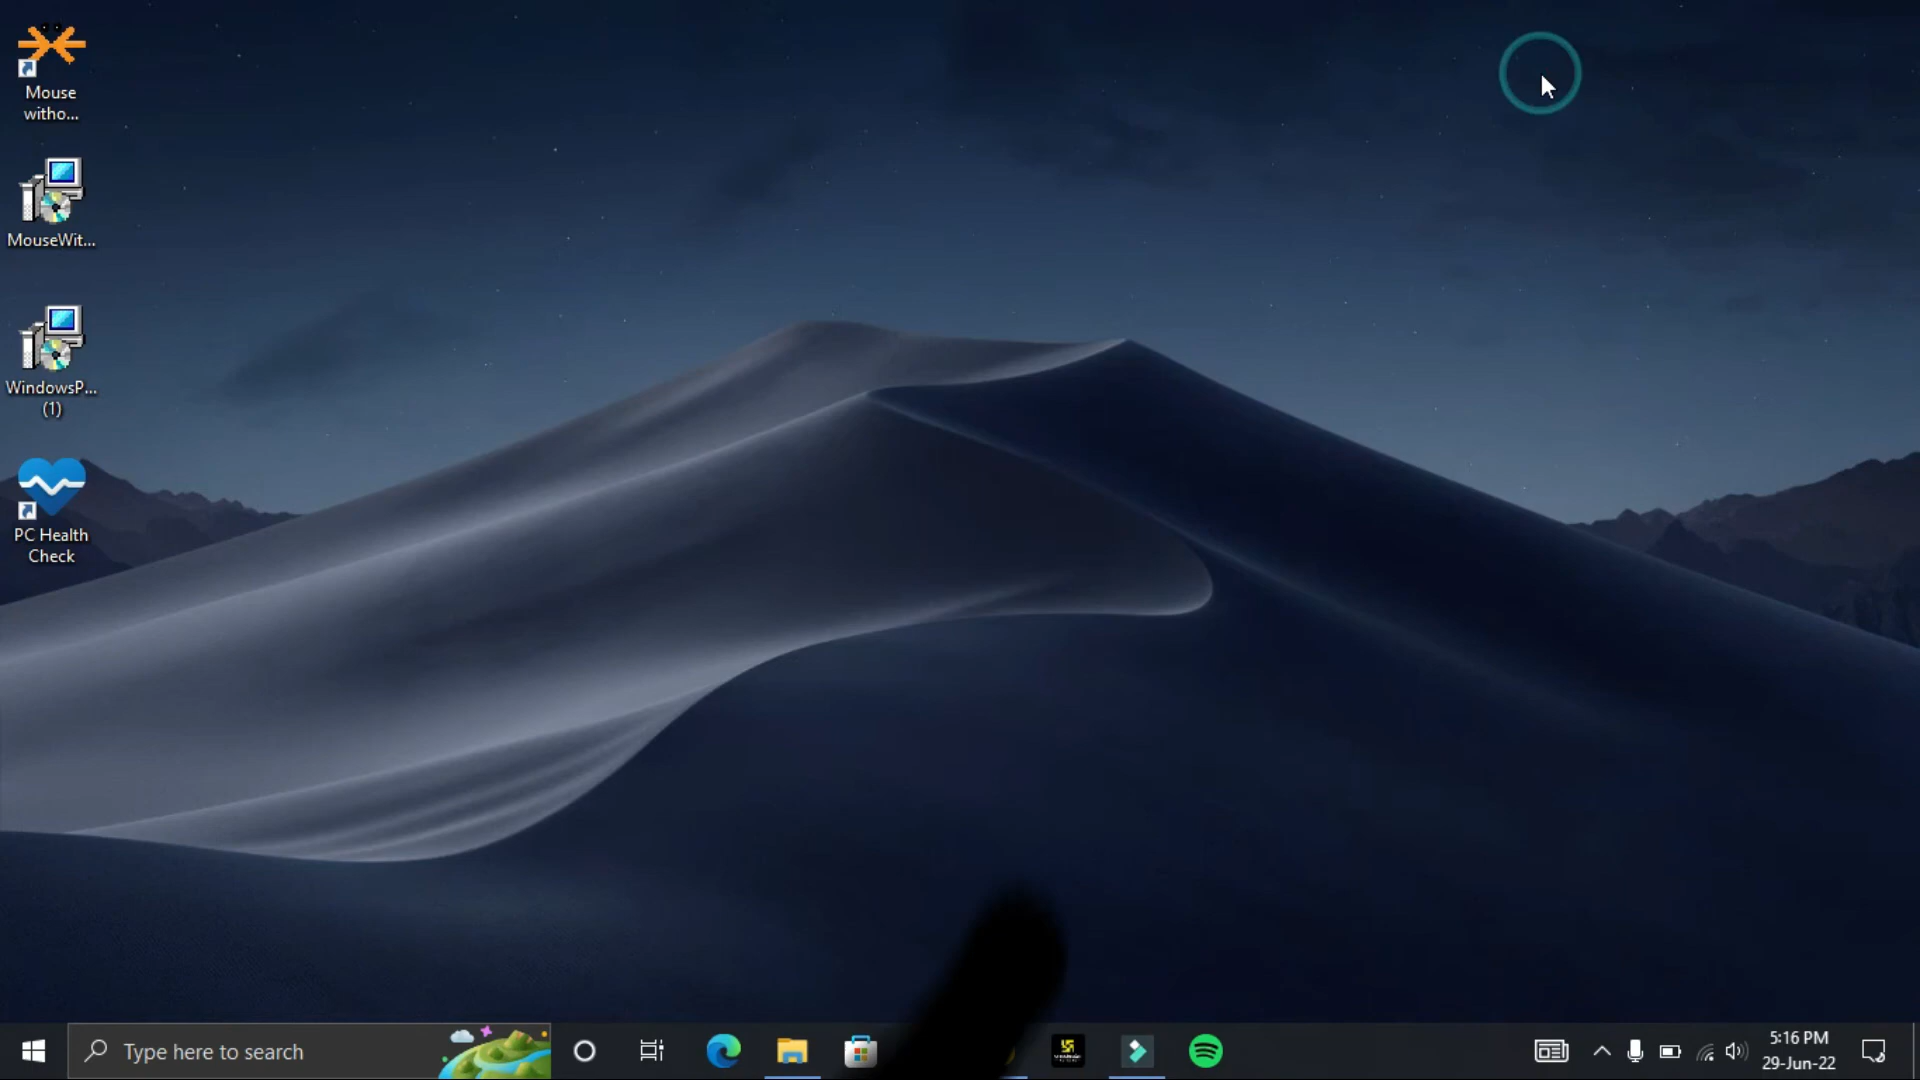 Mouse
witho...
MouseWit...
WindowsP...
(1)
PC Health
Check
Type here to search
5:16 PM
29-Jun-22